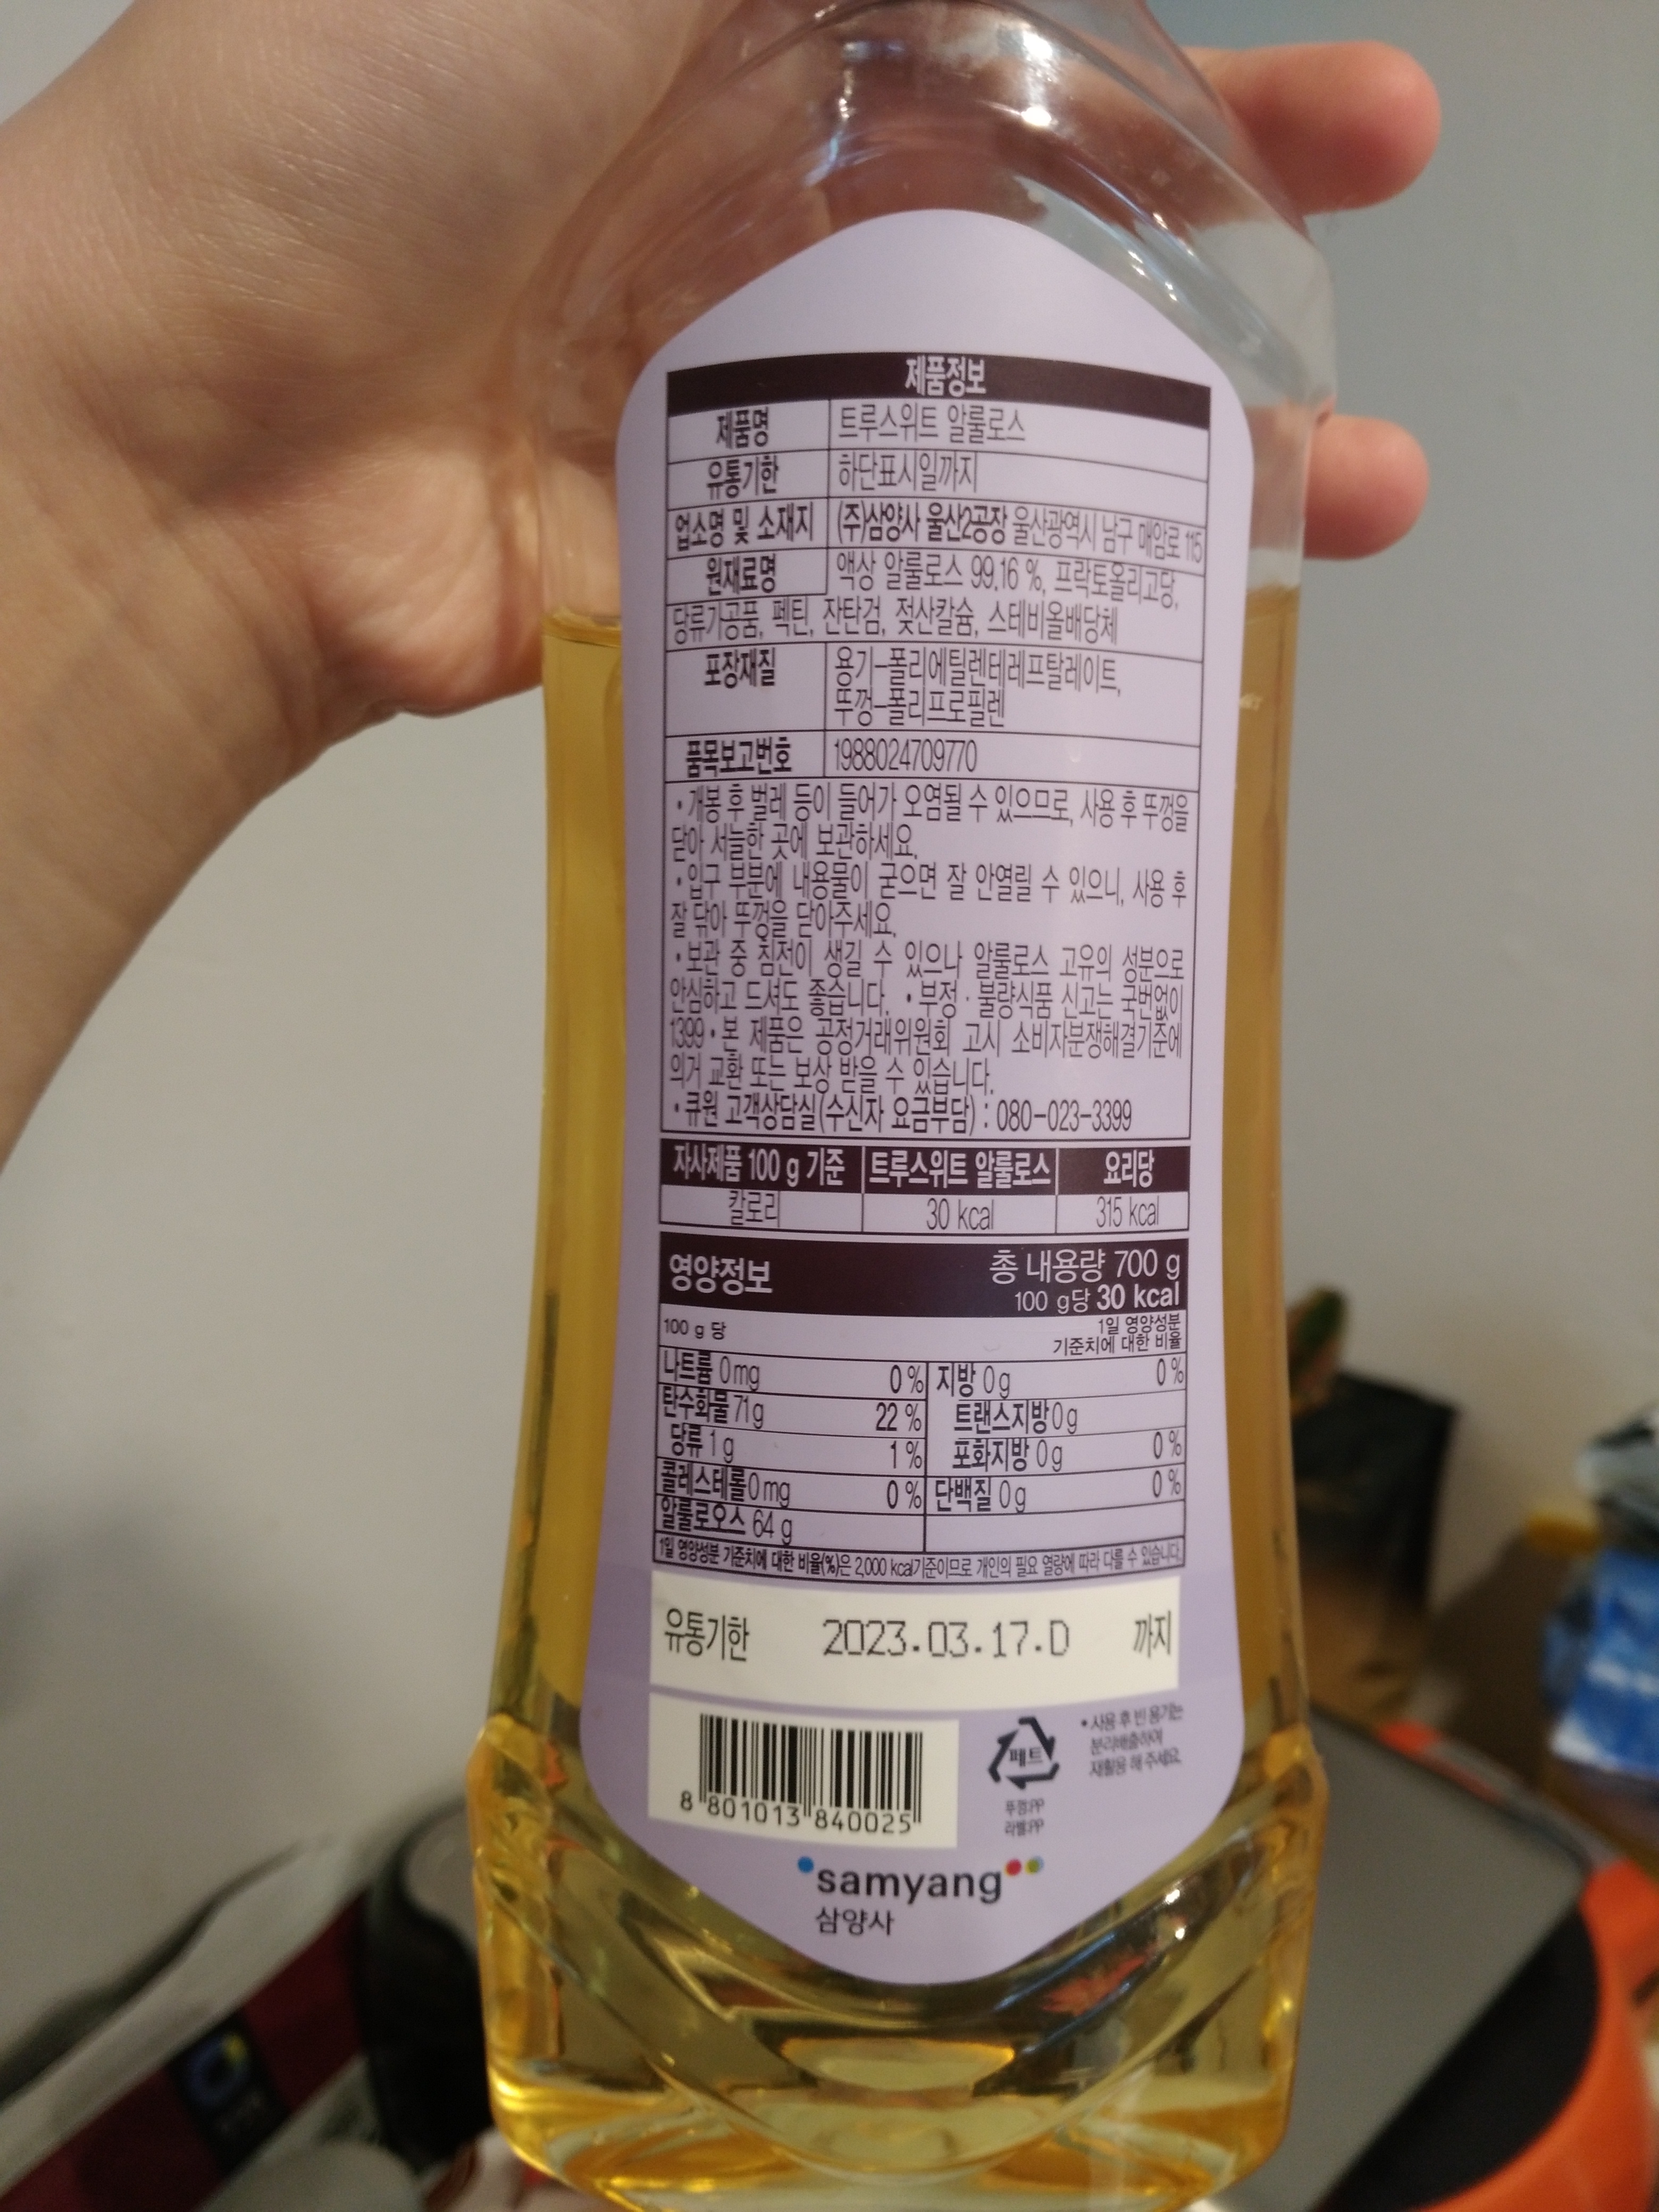 제품정보
제품명 트루스위트 알룰로스
유통기한 하단표시일까지
업소명 및 소재지 (주)삼양사 울산2공장 울산광역시 남구 매암로 115
원재료명 액상 알룰로스 99.16 %, 프락토올리고당,
당류가공품, 펙틴, 잔탄검, 젖산칼슘, 스테비올배당체
포장재질 용기-폴리에틸렌테레프탈레이트,
뚜껑-폴리프로필렌
품목보고번호 1988024709770
• 개봉 후 벌레 등이 들어가 오염될 수 있으므로, 사용 후 뚜껑을
닫아 서늘한 곳에 보관하세요.
• 입구 부분에 내용물이 굳으면 잘 안열릴 수 있으니, 사용 후
잘 닦아 뚜껑을 닫아주세요.
• 보관 중 침전이 생길 수 있으나 알룰로스 고유의 성분으로
안심하고 드셔도 좋습니다. • 부정 · 불량식품 신고는 국번없이
1399 • 본 제품은 공정거래위원회 고시 소비자분쟁해결기준에
의거 교환 또는 보상 받을 수 있습니다.
• 큐원 고객상담실(수신자 요금부담) : 080-023-3399
자사제품 100 g 기준 트루스위트 알룰로스 요리당
칼로리 30 kcal 315 kcal
영양정보 총 내용량 700 g
100 g당 30 kcal
100 g 당 1일 영양성분
기준치에 대한 비율
나트륨 0 mg 0 % 지방 0 g 0 %
탄수화물 71 g 22 % 트랜스지방 0 g
당류 1 g 1 % 포화지방 0 g 0 %
콜레스테롤 0 mg 0 % 단백질 0 g 0 %
알룰로오스 64 g
1일 영양성분 기준치에 대한 비율(%)은 2,000 kcal기준이므로 개인의 필요 열량에 따라 다를 수 있습니다.
유통기한 2023.03.17.D 까지
8 801013 840025
페트
뚜껑:PP
라벨:PP
• 사용 후 빈 용기는
분리배출하여
재활용 해 주세요.
samyang
삼양사